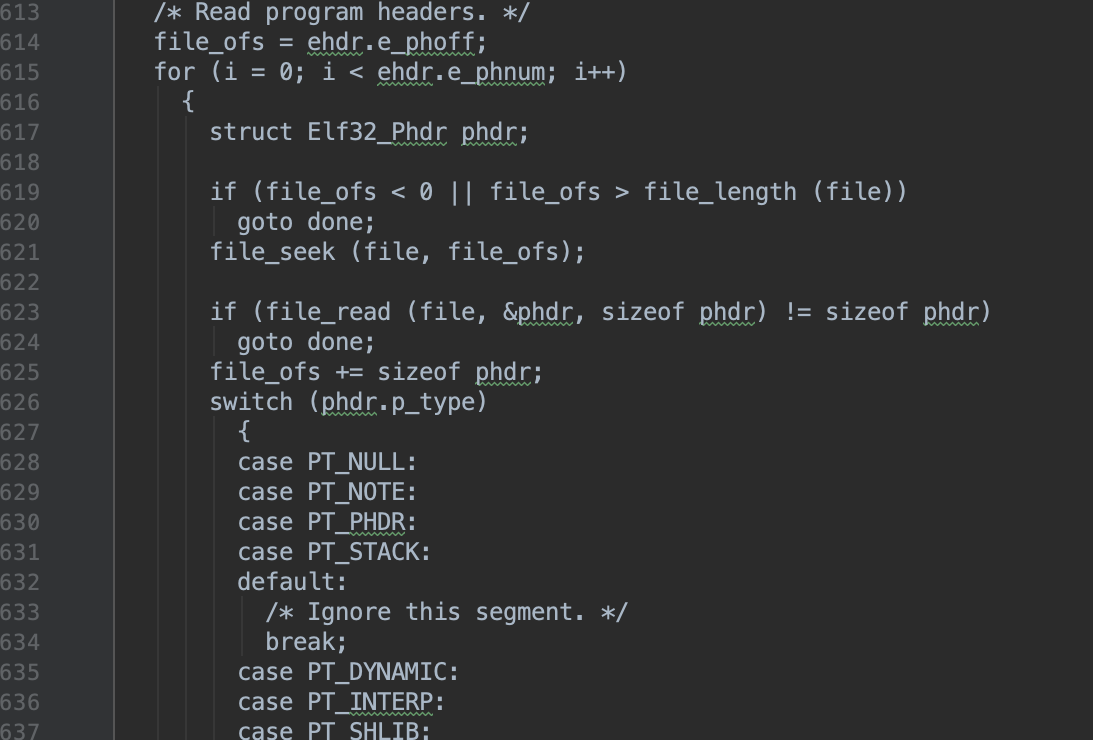 613 /* Read program headers. */
614 file_ofs = ehdr.e_phoff;
615 for (i = 0; i < ehdr.e_phnum; i++)
616 {
617 struct Elf32_Phdr phdr;
618
619 if (file_ofs < 0 || file_ofs > file_length (file))
620 goto done;
621 file_seek (file, file_ofs);
622
623 if (file_read (file, &phdr, sizeof phdr) != sizeof phdr)
624 goto done;
625 file_ofs += sizeof phdr;
626 switch (phdr.p_type)
627 {
628 case PT_NULL:
629 case PT_NOTE:
630 case PT_PHDR:
631 case PT_STACK:
632 default:
633 /* Ignore this segment. */
634 break;
635 case PT_DYNAMIC:
636 case PT_INTERP:
637 case PT_SHLIB: